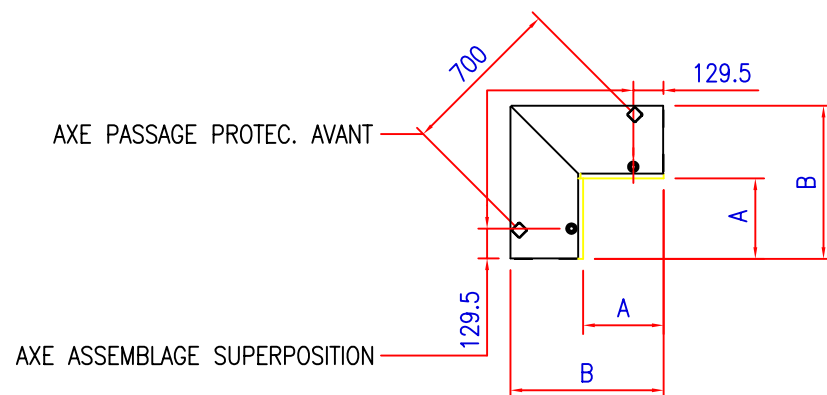 700
129.5
AXE PASSAGE PROTEC. AVANT
B
A
129.5
A
AXE ASSEMBLAGE SUPERPOSITION
B